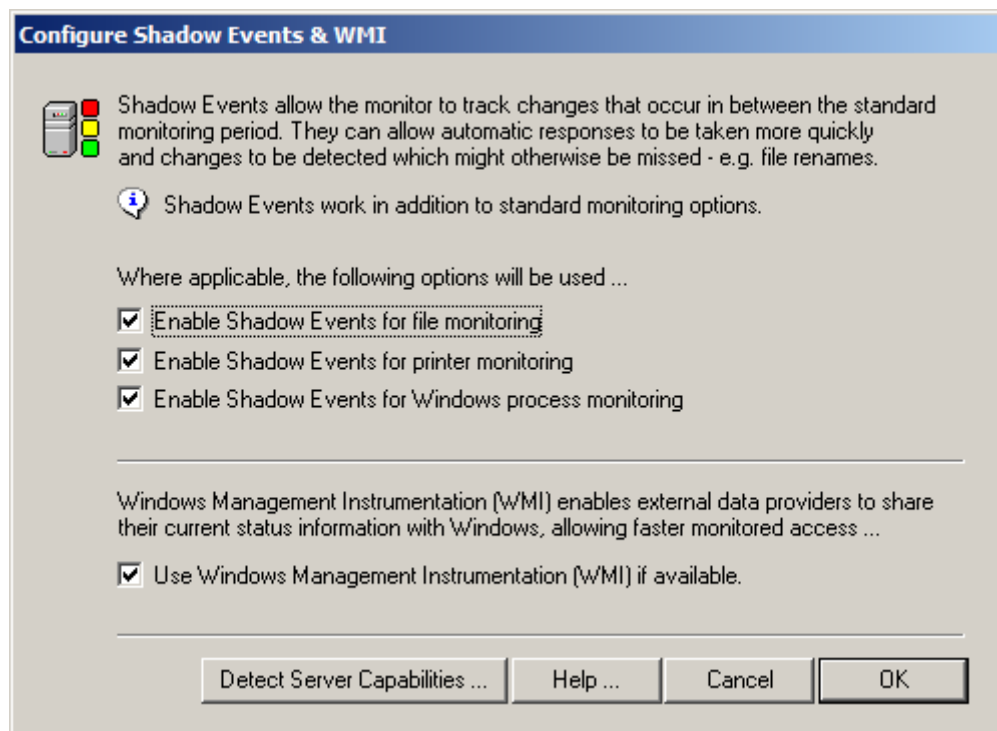 Configure Shadow Events & WMI
Shadow Events allow the monitor to track changes that occur in between the standard
monitoring period. They can allow automatic responses to be taken more quickly
and changes to be detected which might otherwise be missed - e.g. file renames.
Shadow Events work in addition to standard monitoring options.
Where applicable, the following options will be used ...
Enable Shadow Events for file monitoring
Enable Shadow Events for printer monitoring
Enable Shadow Events for Windows process monitoring
Windows Management Instrumentation (WMI) enables external data providers to share
their current status information with Windows, allowing faster monitored access ...
Use Windows Management Instrumentation (WMI) if available.
Detect Server Capabilities ... Help ... Cancel OK